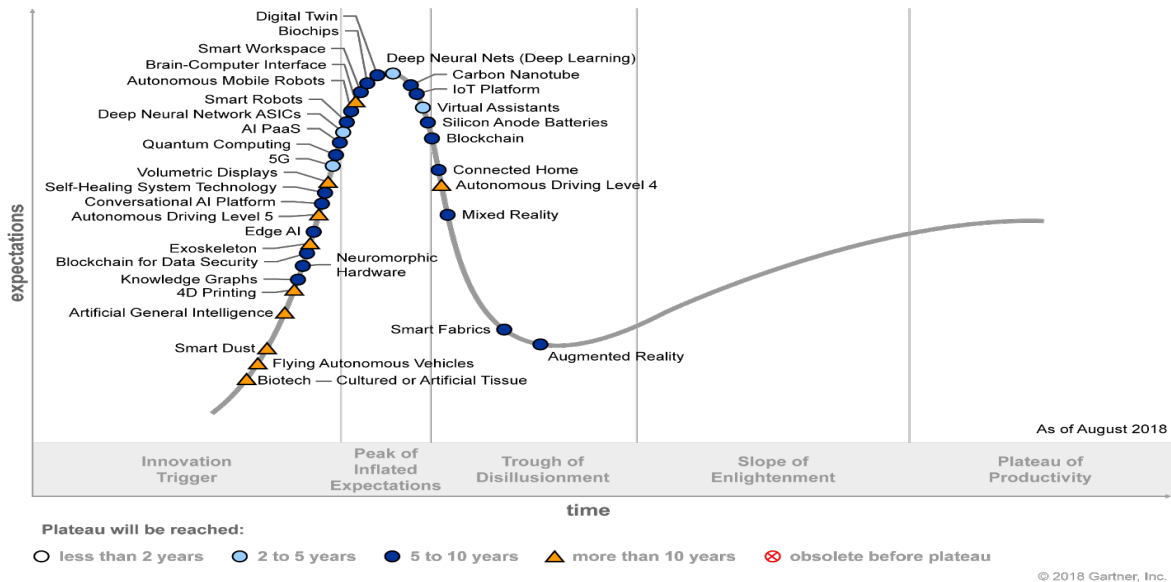 Digital Twin
Biochips
Smart Workspace
Brain-Computer Interface
Autonomous Mobile Robots
Smart Robots
Deep Neural Network ASICs
AI PaaS
Quantum Computing
5G
Volumetric Displays
Self-Healing System Technology
Conversational AI Platform
Autonomous Driving Level 5
Edge AI
Exoskeleton
Blockchain for Data Security
Neuromorphic
Hardware
Knowledge Graphs
4D Printing
Artificial General Intelligence
Smart Dust
Flying Autonomous Vehicles
Biotech — Cultured or Artificial Tissue
Deep Neural Nets (Deep Learning)
Carbon Nanotube
IoT Platform
Virtual Assistants
Silicon Anode Batteries
Blockchain
Connected Home
Autonomous Driving Level 4
Mixed Reality
Smart Fabrics
Augmented Reality
expectations
As of August 2018
Innovation
Trigger
Peak of
Inflated
Expectations
Trough of
Disillusionment
Slope of
Enlightenment
Plateau of
Productivity
time
Plateau will be reached:
less than 2 years
2 to 5 years
5 to 10 years
more than 10 years
obsolete before plateau
© 2018 Gartner, Inc.